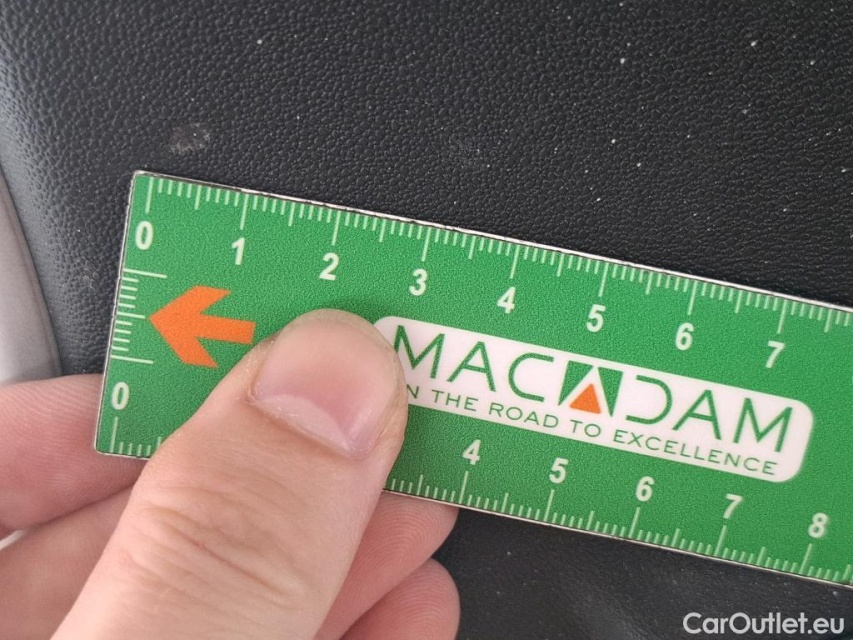 0 1 2 3 4 5 6 7
MACADAM
N THE ROAD TO EXCELLENCE
0 4 5 6 7 8
CarOutlet.eu